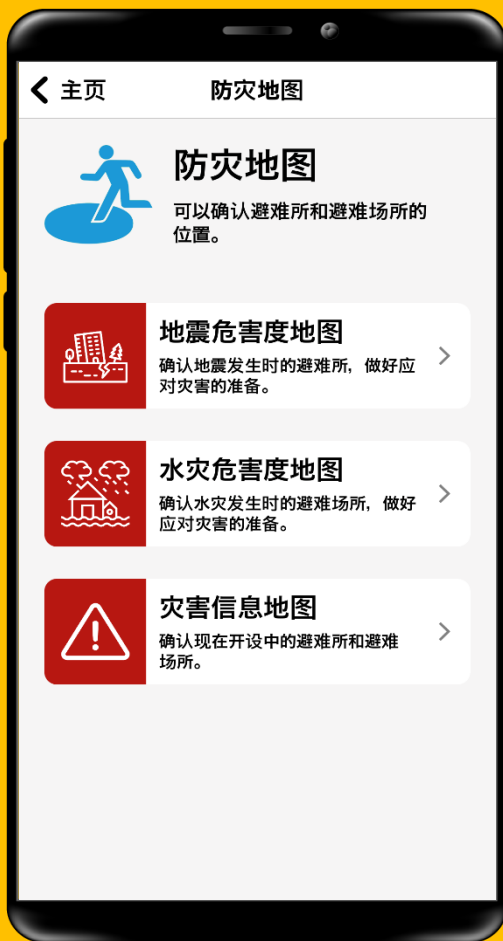 主页
防灾地图
防灾地图
可以确认避难所和避难场所的
位置。
地震危害度地图
确认地震发生时的避难所，做好应
对灾害的准备。
水灾危害度地图
确认水灾发生时的避难场所，做好
应对灾害的准备。
灾害信息地图
确认现在开设中的避难所和避难
场所。